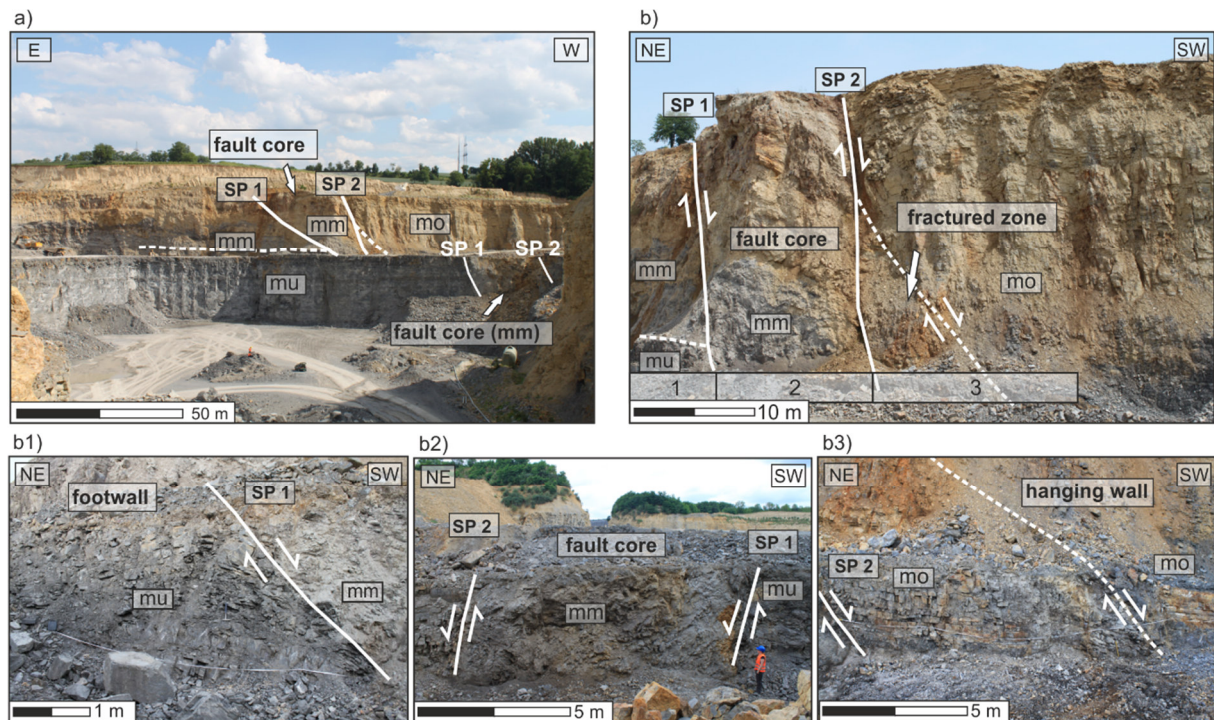 a)
E
W
fault core
SP 1
SP 2
mm
mm
mo
SP 1
SP 2
mu
fault core (mm)
50 m
b)
NE
SW
SP 1
SP 2
fault core
fractured zone
mm
mm
mo
mu
1
2
3
10 m
b1)
NE
SW
footwall
SP 1
mu
mm
1 m
b2)
NE
SW
SP 2
fault core
SP 1
mm
mu
5 m
b3)
NE
SW
hanging wall
SP 2
mo
mo
5 m